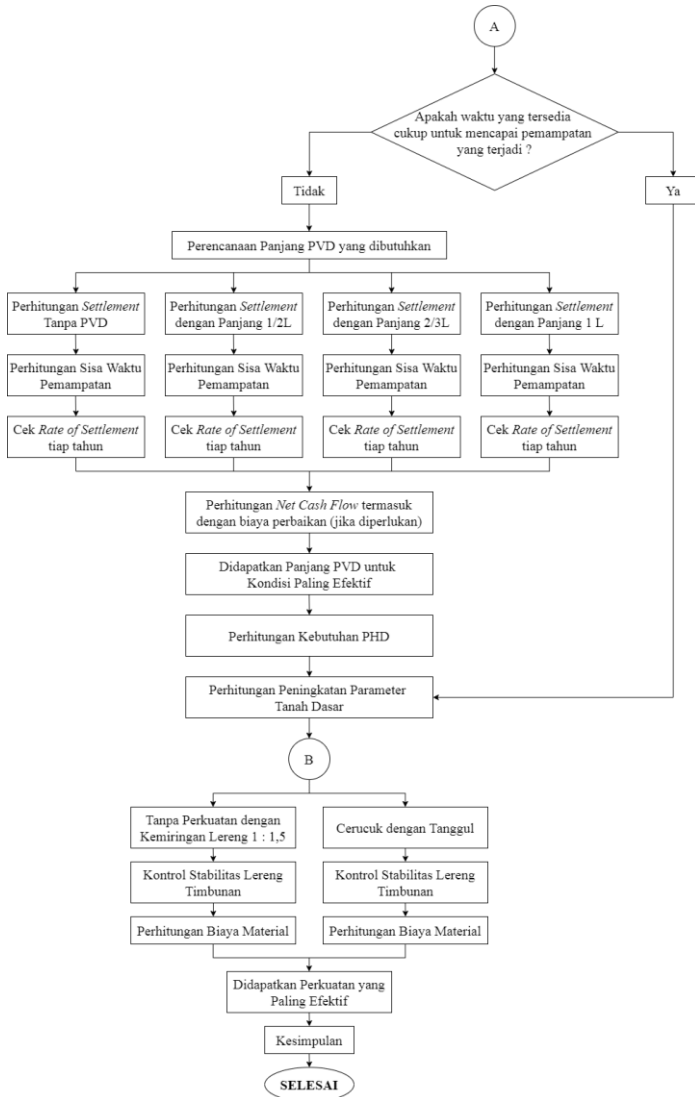 A
Apakah waktu yang tersedia
cukup untuk mencapai pemampatan
yang terjadi ?
Tidak
Ya
Perencanaan Panjang PVD yang dibutuhkan
Perhitungan Settlement
Tanpa PVD
Perhitungan Settlement
dengan Panjang 1/2L
Perhitungan Settlement
dengan Panjang 2/3L
Perhitungan Settlement
dengan Panjang 1 L
Perhitungan Sisa Waktu
Pemampatan
Perhitungan Sisa Waktu
Pemampatan
Perhitungan Sisa Waktu
Pemampatan
Perhitungan Sisa Waktu
Pemampatan
Cek Rate of Settlement
tiap tahun
Cek Rate of Settlement
tiap tahun
Cek Rate of Settlement
tiap tahun
Cek Rate of Settlement
tiap tahun
Perhitungan Net Cash Flow termasuk
dengan biaya perbaikan (jika diperlukan)
Didapatkan Panjang PVD untuk
Kondisi Paling Efektif
Perhitungan Kebutuhan PHD
Perhitungan Peningkatan Parameter
Tanah Dasar
B
Tanpa Perkuatan dengan
Kemiringan Lereng 1 : 1,5
Cerucuk dengan Tanggul
Kontrol Stabilitas Lereng
Timbunan
Kontrol Stabilitas Lereng
Timbunan
Perhitungan Biaya Material
Perhitungan Biaya Material
Didapatkan Perkuatan yang
Paling Efektif
Kesimpulan
SELESAI